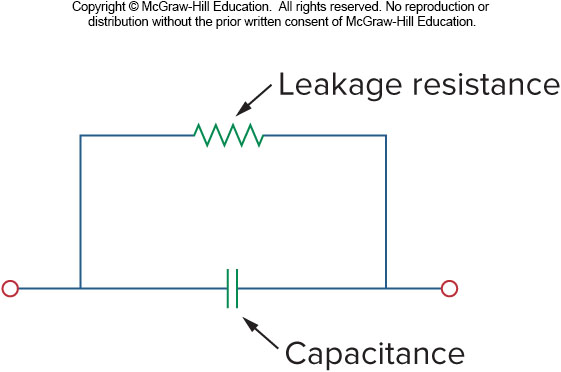 Copyright © McGraw-Hill Education.  All rights reserved. No reproduction or
distribution without the prior written consent of McGraw-Hill Education.
Leakage resistance
Capacitance